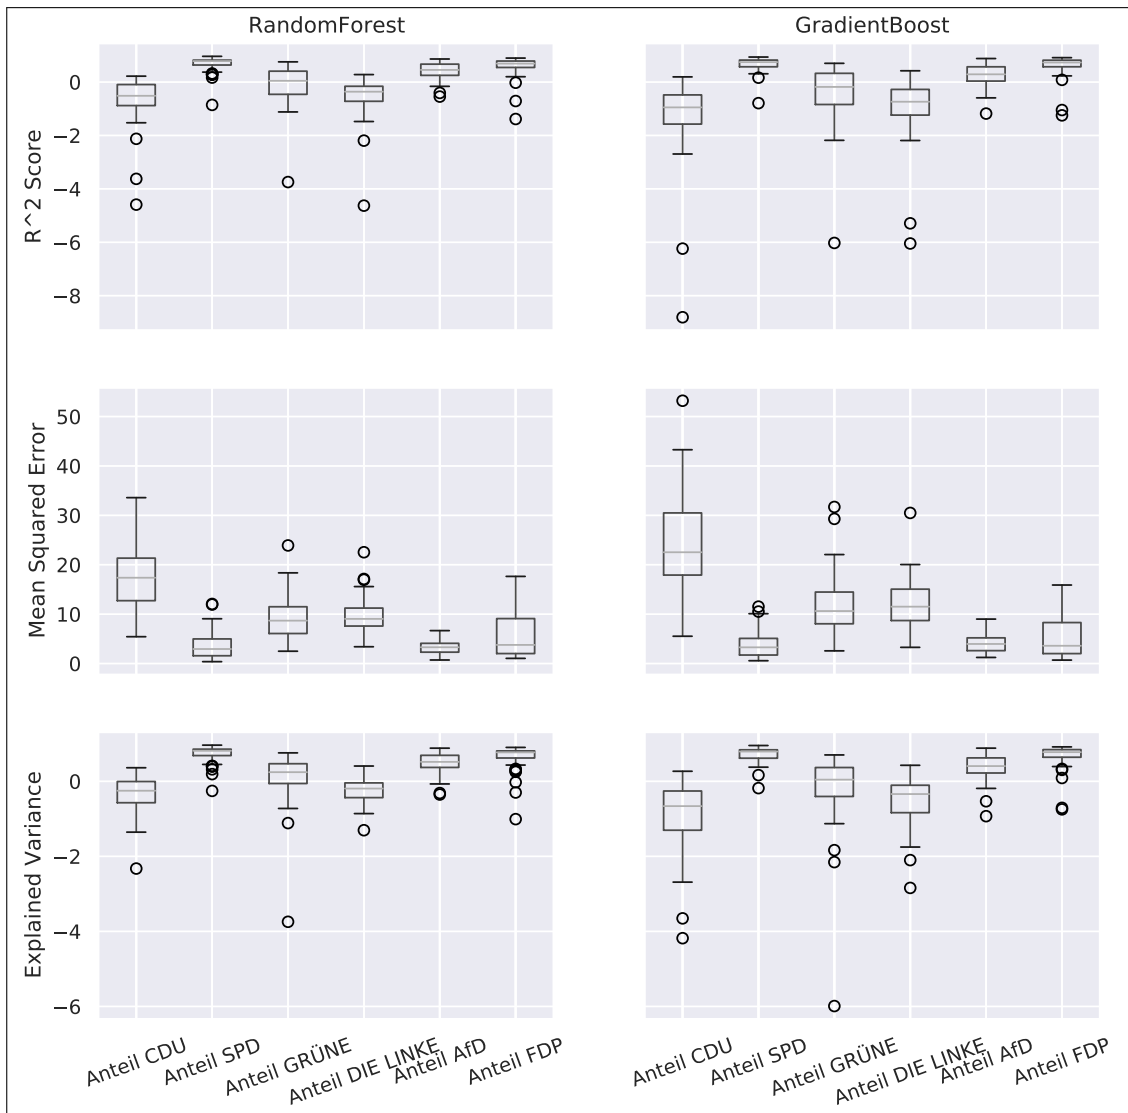 RandomForest
GradientBoost
R^2 Score
0
−2
−4
−6
−8
Mean Squared Error
50
40
30
20
10
0
Explained Variance
0
−2
−4
−6
Anteil CDU
Anteil SPD
Anteil GRÜNE
Anteil DIE LINKE
Anteil AfD
Anteil FDP
Anteil CDU
Anteil SPD
Anteil GRÜNE
Anteil DIE LINKE
Anteil AfD
Anteil FDP